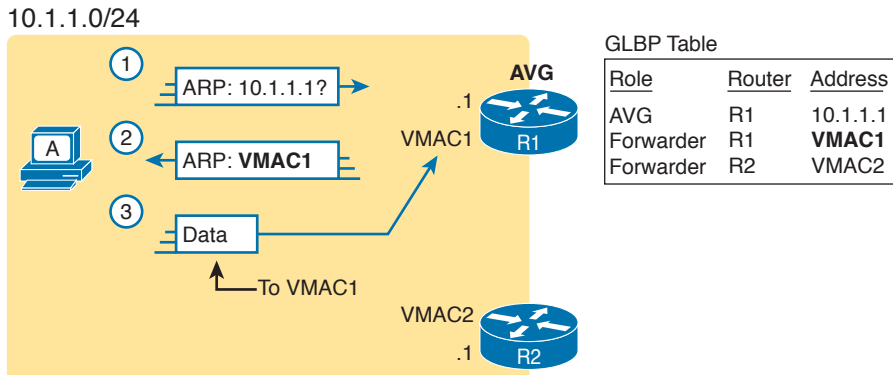 10.1.1.0/24
1
ARP: 10.1.1.1?
AVG
.1
R1
VMAC1
A
2
ARP: VMAC1
3
Data
To VMAC1
VMAC2
.1
R2
GLBP Table
Role Router Address
AVG R1 10.1.1.1
Forwarder R1 VMAC1
Forwarder R2 VMAC2